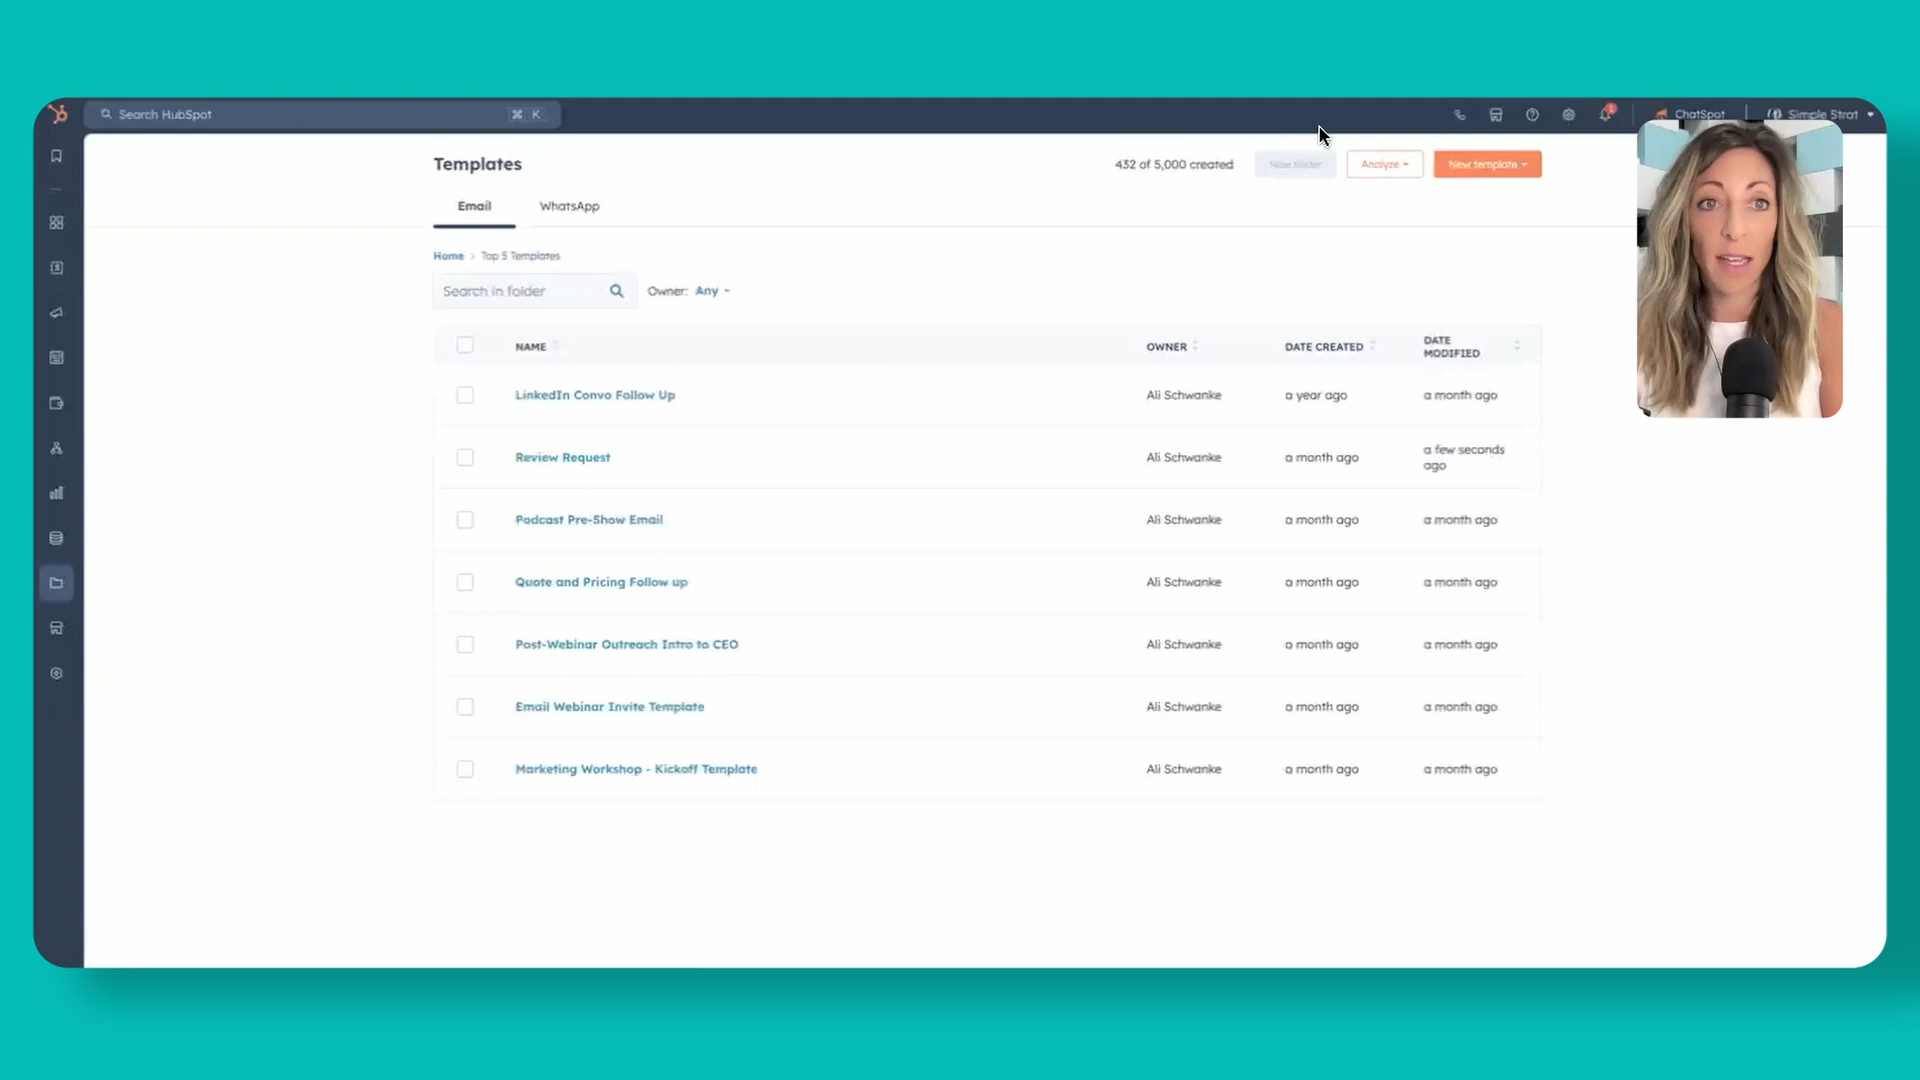 Search HubSpot
⌘ K
ChatSpot
Simple Strat
Templates
432 of 5,000 created
New folder
Analyze
New template
Email
WhatsApp
Home > Top 5 Templates
Search in folder
Owner: Any
NAME
OWNER
DATE CREATED
DATE
MODIFIED
LinkedIn Convo Follow Up
Ali Schwanke
a year ago
a month ago
Review Request
Ali Schwanke
a month ago
a few seconds
ago
Podcast Pre-Show Email
Ali Schwanke
a month ago
a month ago
Quote and Pricing Follow up
Ali Schwanke
a month ago
a month ago
Post-Webinar Outreach Intro to CEO
Ali Schwanke
a month ago
a month ago
Email Webinar Invite Template
Ali Schwanke
a month ago
a month ago
Marketing Workshop - Kickoff Template
Ali Schwanke
a month ago
a month ago